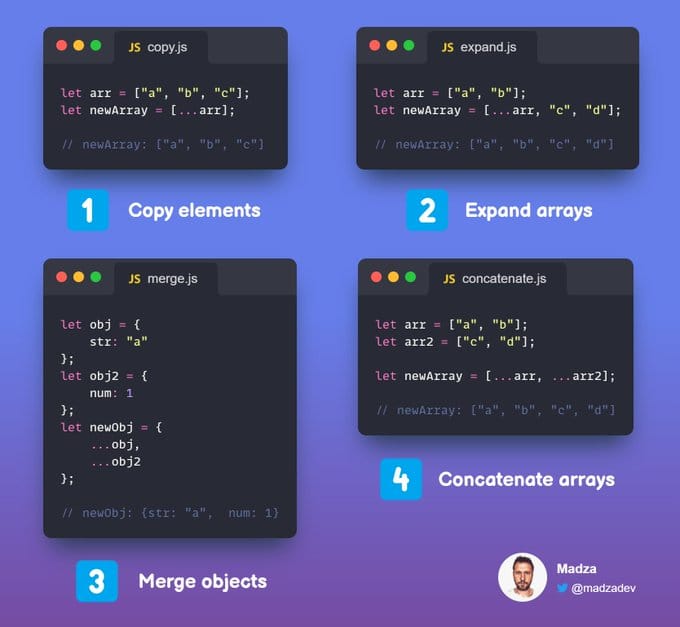 JS copy.js
let arr = ["a", "b", "c"];
let newArray = [...arr];
// newArray: ["a", "b", "c"]
1 Copy elements
JS expand.js
let arr = ["a", "b"];
let newArray = [...arr, "c", "d"];
// newArray: ["a", "b", "c", "d"]
2 Expand arrays
JS merge.js
let obj = {
    str: "a"
};
let obj2 = {
    num: 1
};
let newObj = {
    ...obj,
    ...obj2
};
// newObj: {str: "a",  num: 1}
3 Merge objects
JS concatenate.js
let arr = ["a", "b"];
let arr2 = ["c", "d"];
let newArray = [...arr, ...arr2];
// newArray: ["a", "b", "c", "d"]
4 Concatenate arrays
Madza
@madzadev